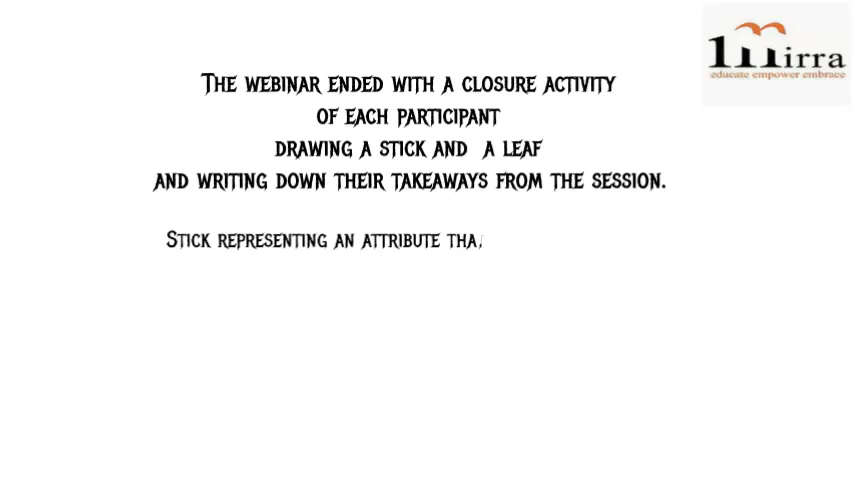 mirra
educate empower embrace
The webinar ended with a closure activity
of each participant
drawing a stick and a leaf
and writing down their takeaways from the session.
Stick representing an attribute tha